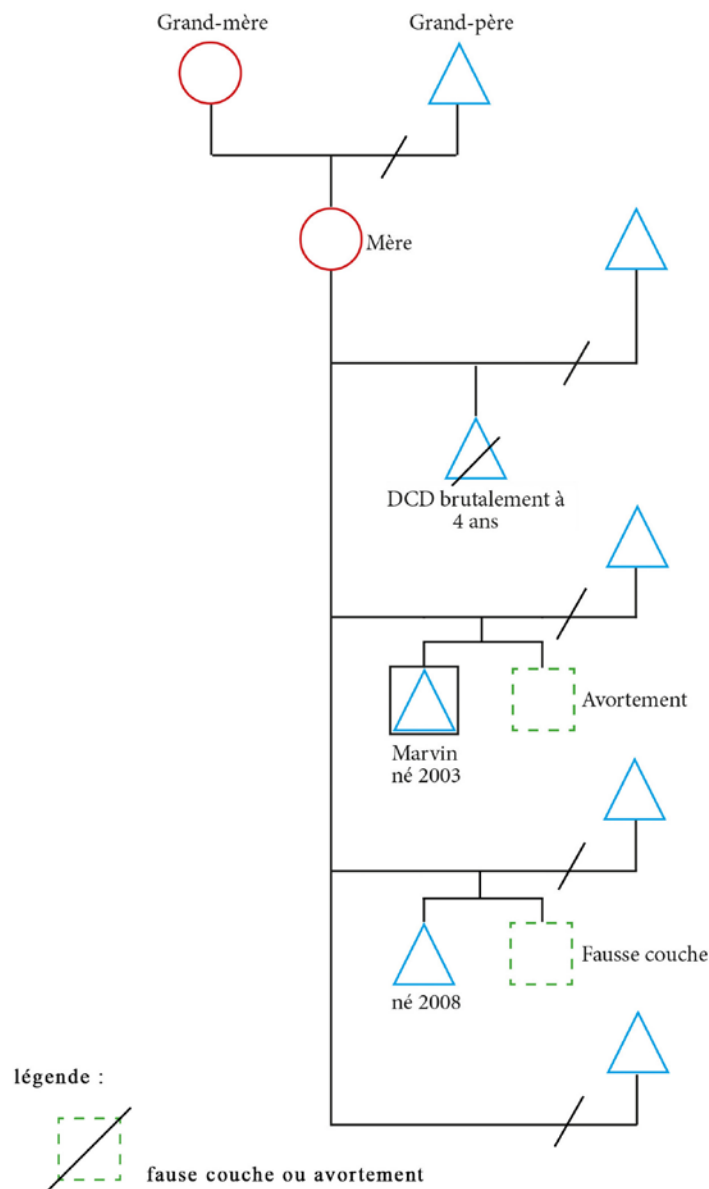 Grand-mère
Grand-père
Mère
DCD brutalement à
4 ans
Avortement
Marvin
né 2003
Fausse couche
né 2008
légende :
fause couche ou avortement